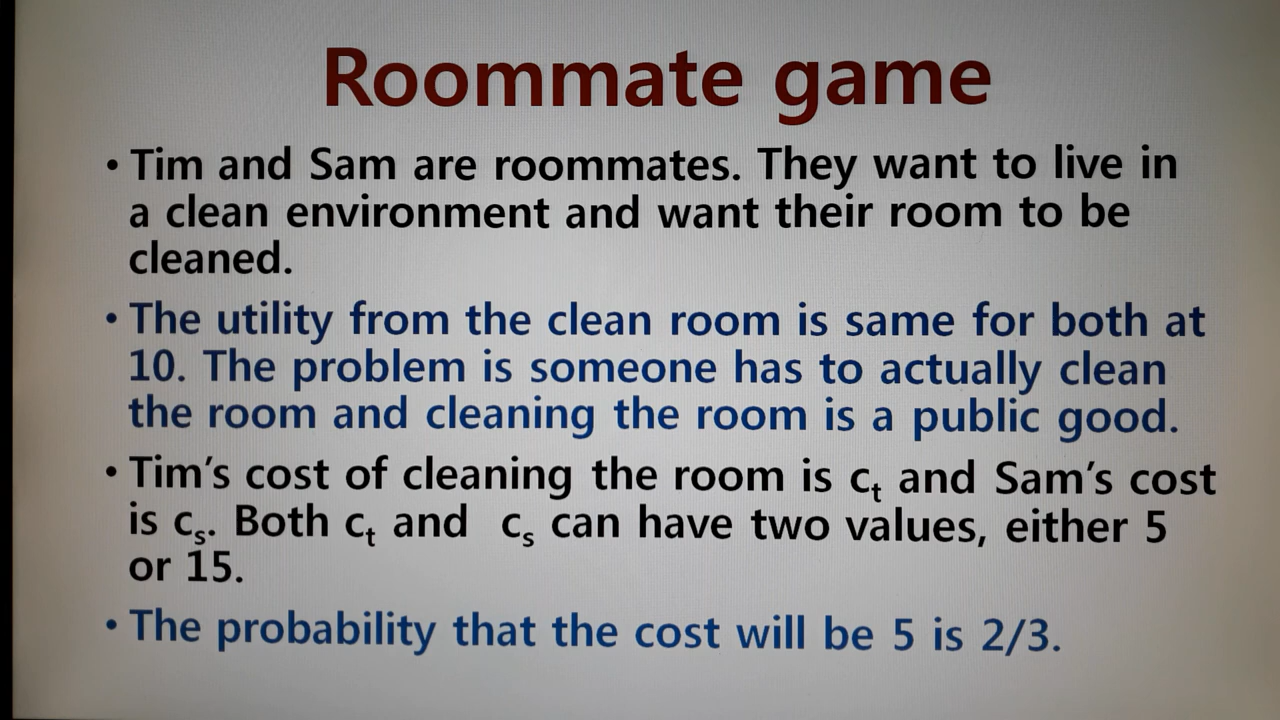 Roommate game
• Tim and Sam are roommates. They want to live in
a clean environment and want their room to be
cleaned.
• The utility from the clean room is same for both at
10. The problem is someone has to actually clean
the room and cleaning the room is a public good.
• Tim’s cost of cleaning the room is cₜ and Sam’s cost
is cₛ. Both cₜ and cₛ can have two values, either 5
or 15.
• The probability that the cost will be 5 is 2/3.